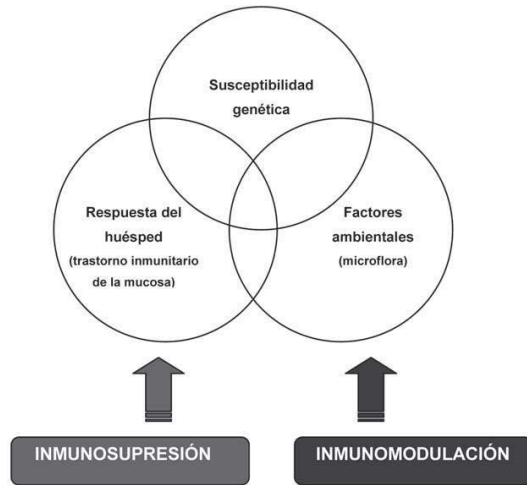 Susceptibilidad
genética
Respuesta del
huésped
(trastorno inmunitario
de la mucosa)
Factores
ambientales
(microflora)
INMUNOSUPRESIÓN
INMUNOMODULACIÓN